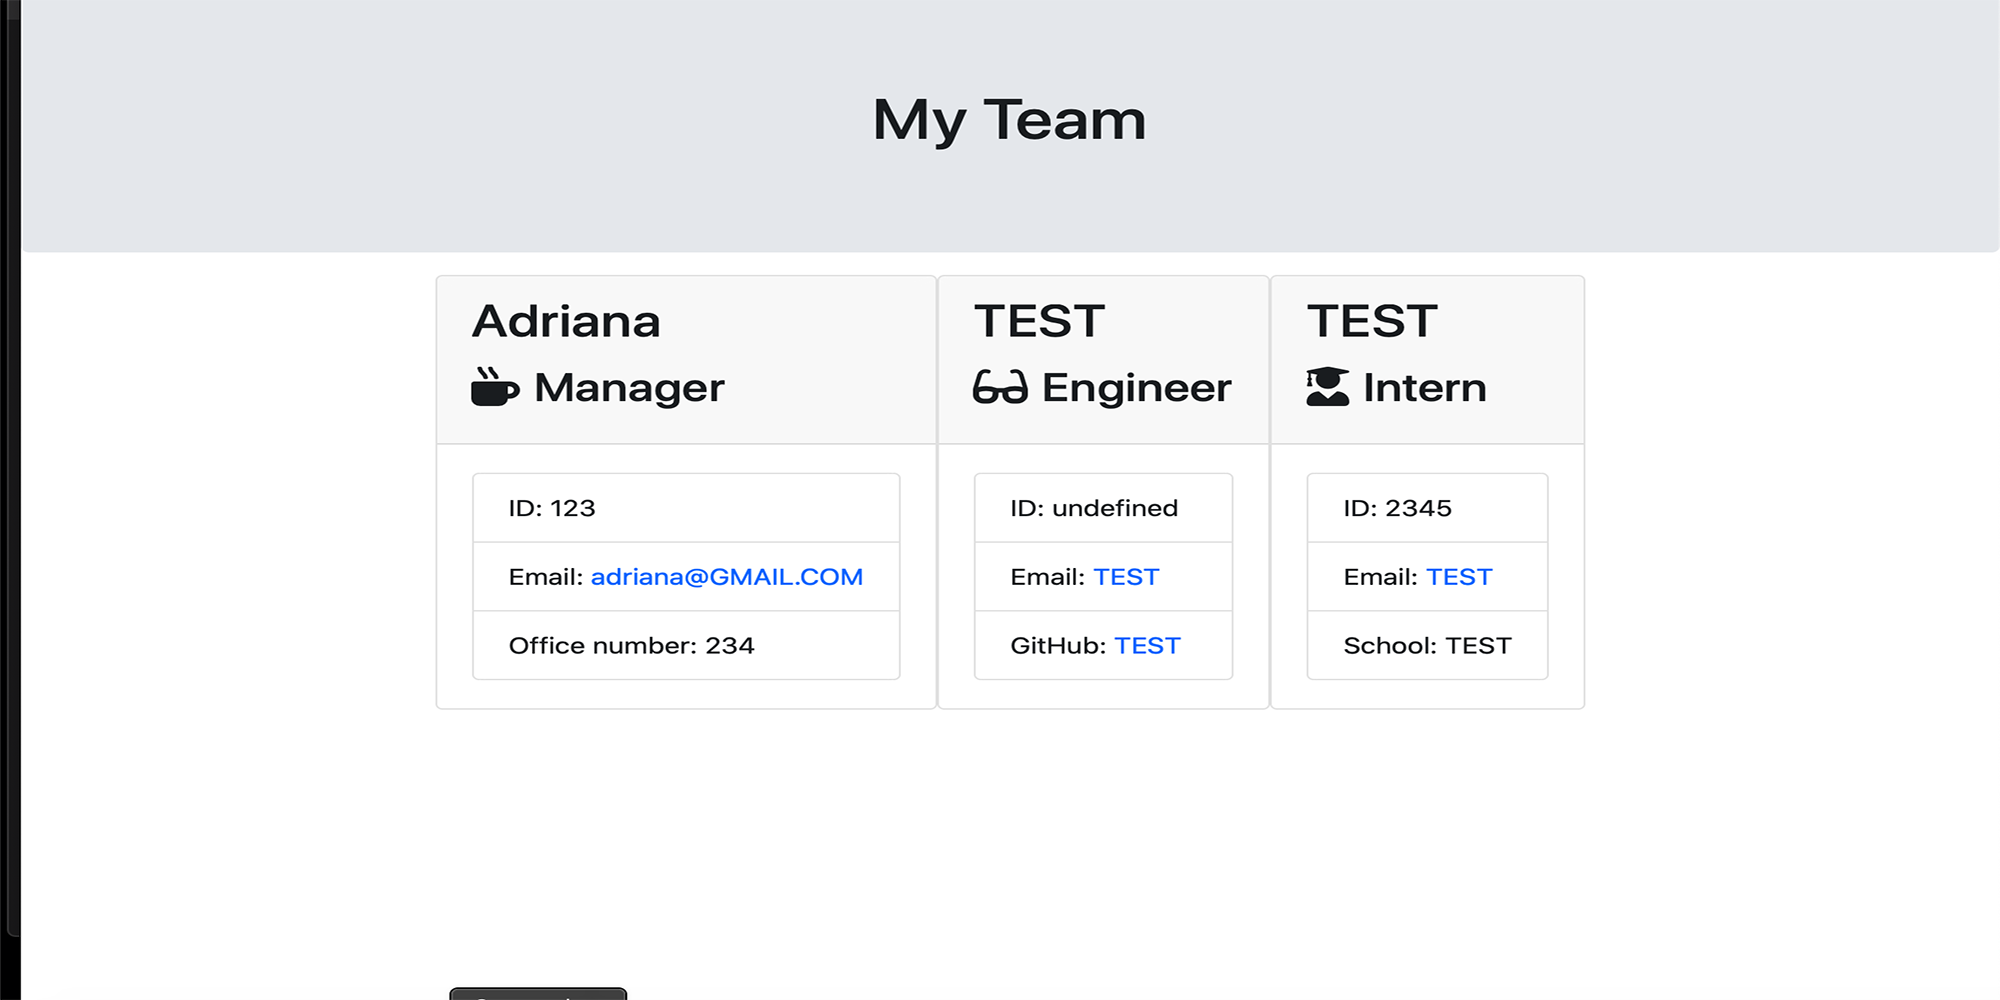 My Team
Adriana
Manager
ID: 123
Email: adriana@GMAIL.COM
Office number: 234
TEST
Engineer
ID: undefined
Email: TEST
GitHub: TEST
TEST
Intern
ID: 2345
Email: TEST
School: TEST